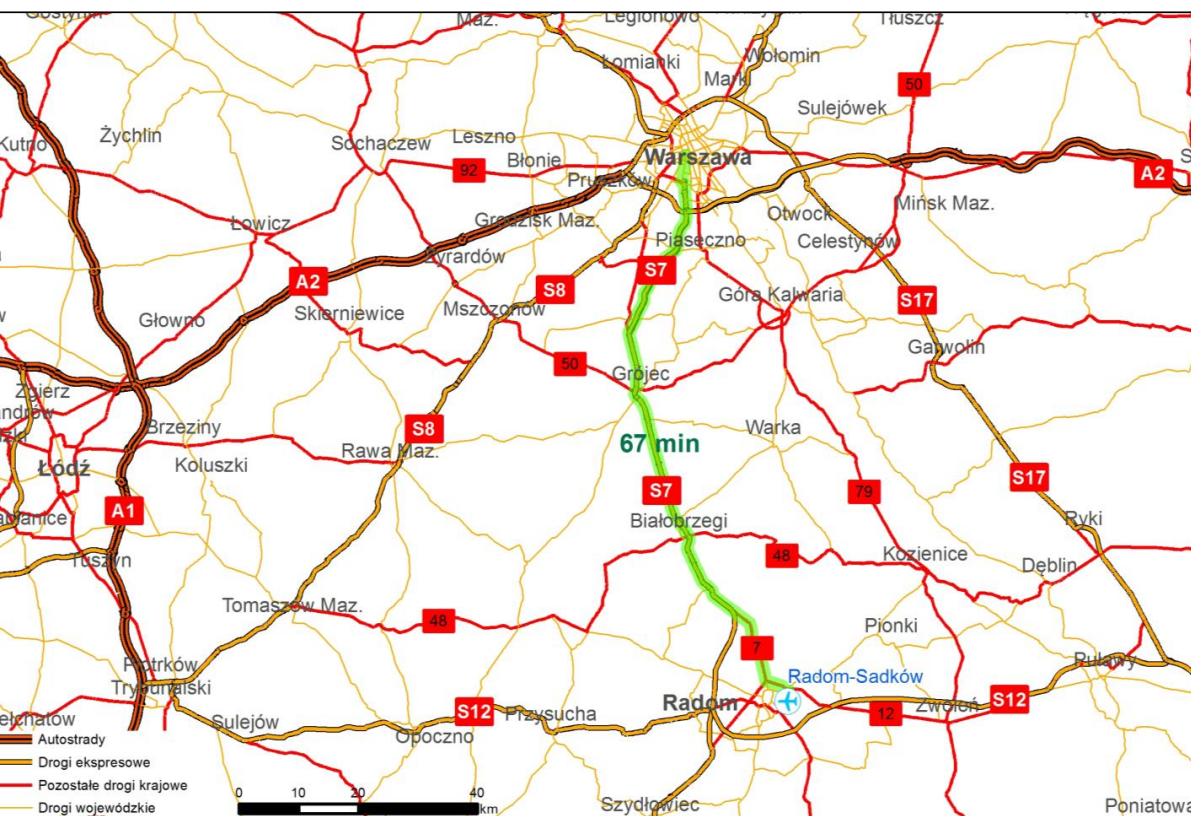 Maz.
Legionowo
Tłuszcz
Łomianki
Wołomin
Marki
50
Sulejówek
Kutno
Żychlin
Sochaczew
Leszno
92
Błonie
Warszawa
Pruszków
A2
Łowicz
Grodzisk Maz.
Otwock
Mińsk Maz.
Piaseczno
Celestynów
Żyrardów
A2
S8
S7
Góra Kalwaria
S17
Skierniewice
Mszczonów
Głowno
50
Grójec
Garwolin
Zgierz
Brzeziny
S8
67 min
Warka
Rawa Maz.
Łódź
Koluszki
S7
79
S17
A1
Białobrzegi
Ryki
Tuszyn
48
Kozienice
Dęblin
Tomaszów Maz.
48
Pionki
7
Piotrków
Trybunalski
Radom-Sadków
Puławy
Radom
S12
Przysucha
12
Zwoleń
S12
Sulejów
Opoczno
Autostrady
Drogi ekspresowe
Pozostałe drogi krajowe
Drogi wojewódzkie
0 10 20 40
km
Szydłowiec
Poniatowa